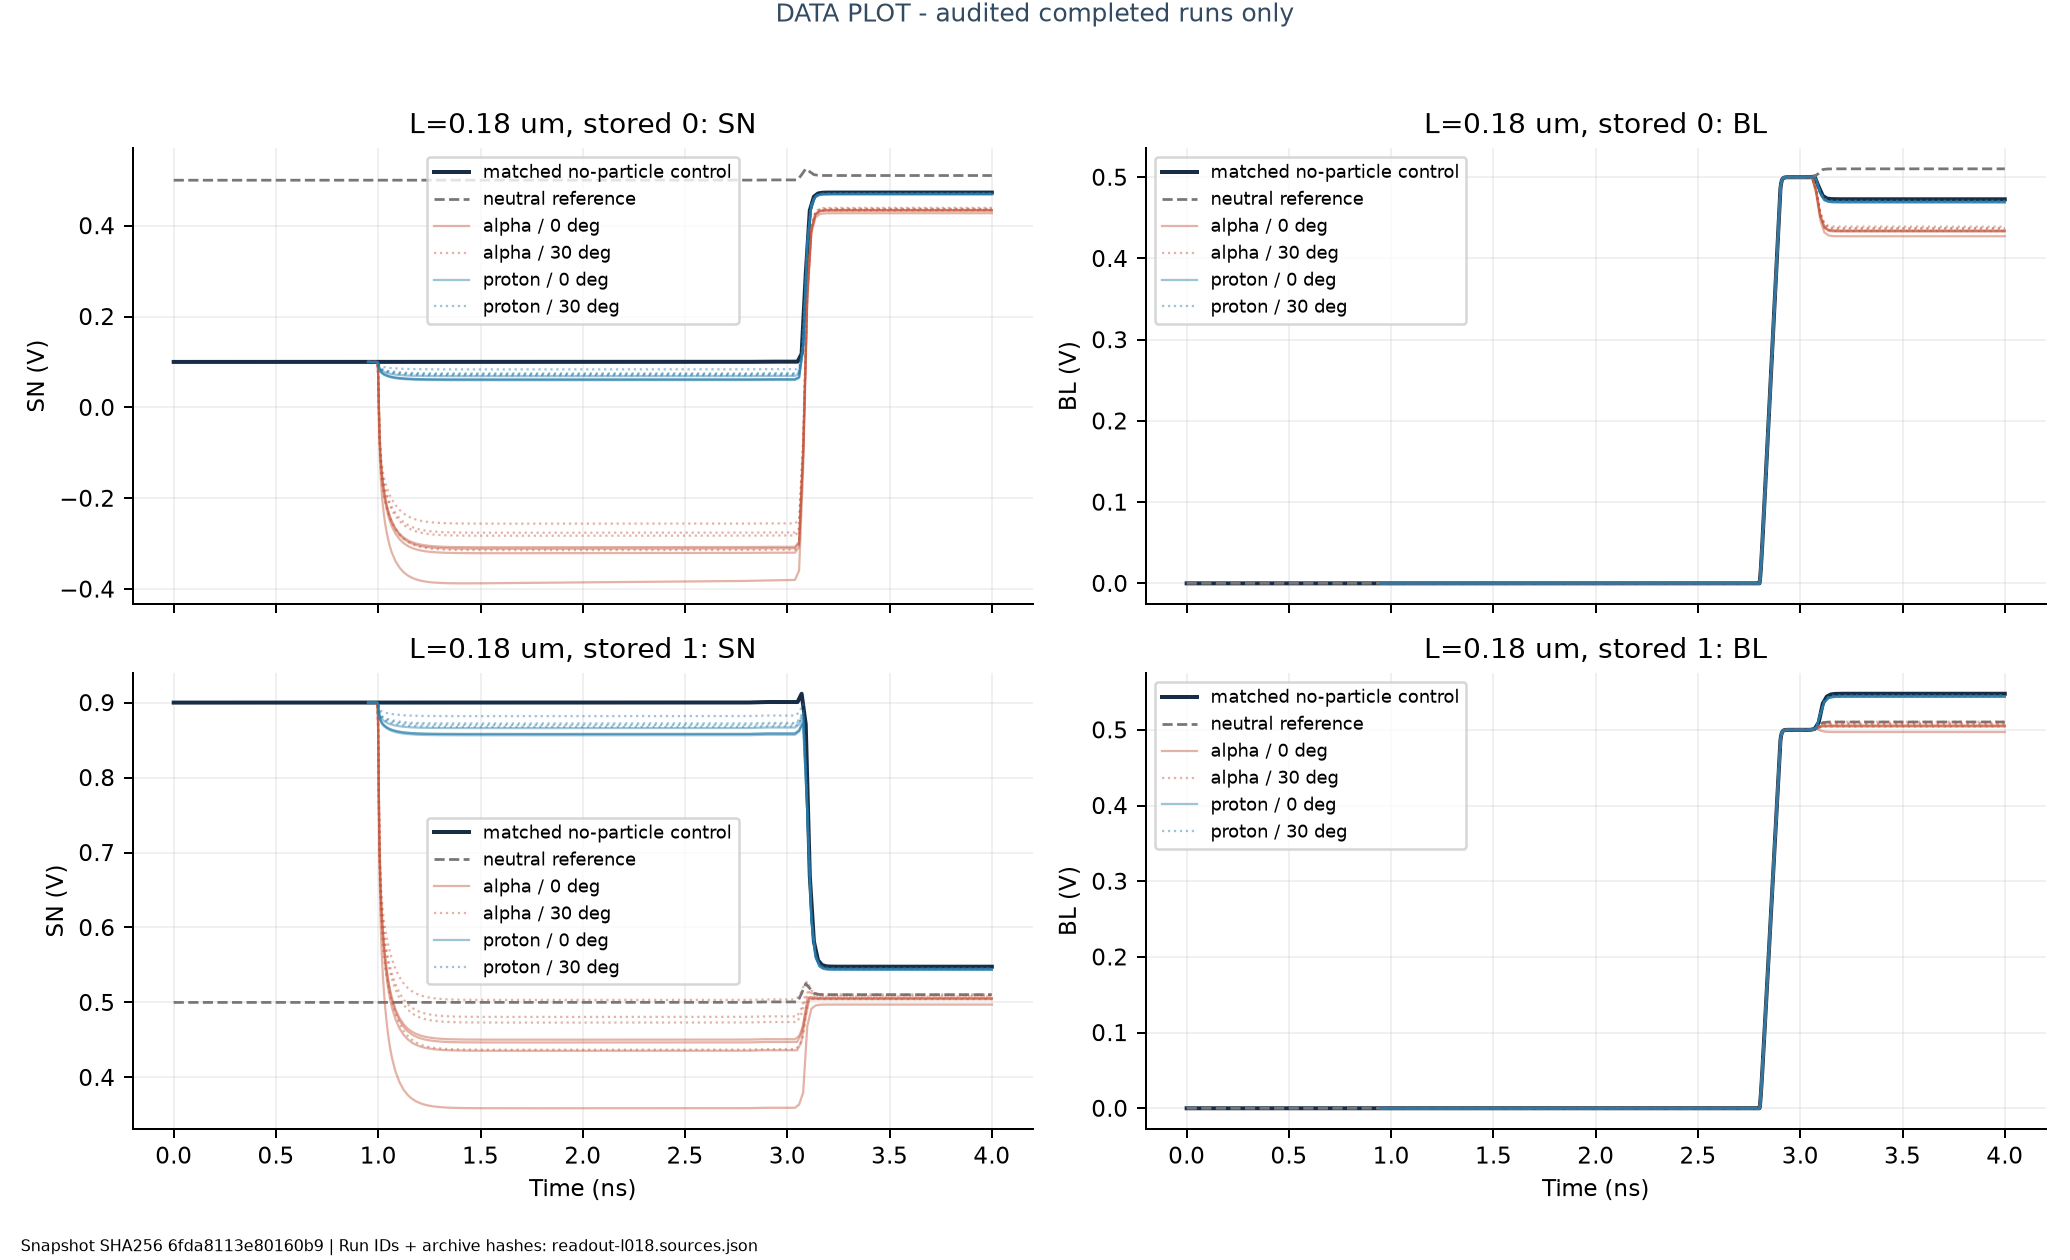 DATA PLOT - audited completed runs only
L=0.18 um, stored 0: SN
SN (V)
0.4
0.2
0.0
−0.2
−0.4
matched no-particle control
neutral reference
alpha / 0 deg
alpha / 30 deg
proton / 0 deg
proton / 30 deg
L=0.18 um, stored 0: BL
BL (V)
0.5
0.4
0.3
0.2
0.1
0.0
matched no-particle control
neutral reference
alpha / 0 deg
alpha / 30 deg
proton / 0 deg
proton / 30 deg
L=0.18 um, stored 1: SN
SN (V)
0.9
0.8
0.7
0.6
0.5
0.4
matched no-particle control
neutral reference
alpha / 0 deg
alpha / 30 deg
proton / 0 deg
proton / 30 deg
0.0 0.5 1.0 1.5 2.0 2.5 3.0 3.5 4.0
Time (ns)
L=0.18 um, stored 1: BL
BL (V)
0.5
0.4
0.3
0.2
0.1
0.0
matched no-particle control
neutral reference
alpha / 0 deg
alpha / 30 deg
proton / 0 deg
proton / 30 deg
0.0 0.5 1.0 1.5 2.0 2.5 3.0 3.5 4.0
Time (ns)
Snapshot SHA256 6fda8113e80160b9 | Run IDs + archive hashes: readout-l018.sources.json